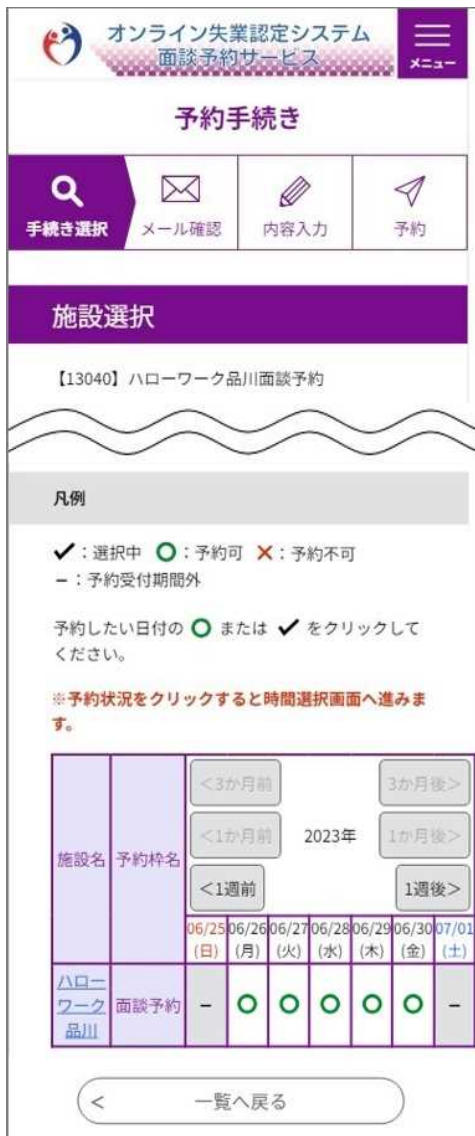 オンライン失業認定システム
面談予約サービス
メニュー
予約手続き
手続き選択
メール確認
内容入力
予約
施設選択
【13040】ハローワーク品川面談予約
凡例
✔：選択中 〇：予約可 ✕：予約不可
－：予約受付期間外
予約したい日付の 〇 または ✔ をクリックして
ください。
※予約状況をクリックすると時間選択画面へ進みま
す。
施設名 予約枠名
<3か月前 3か月後>
<1か月前 2023年 1か月後>
<1週前 1週後>
06/25 06/26 06/27 06/28 06/29 06/30 07/01
(日) (月) (火) (水) (木) (金) (土)
ハロー
ワーク
品川
面談予約 － 〇 〇 〇 〇 〇 －
< 一覧へ戻る